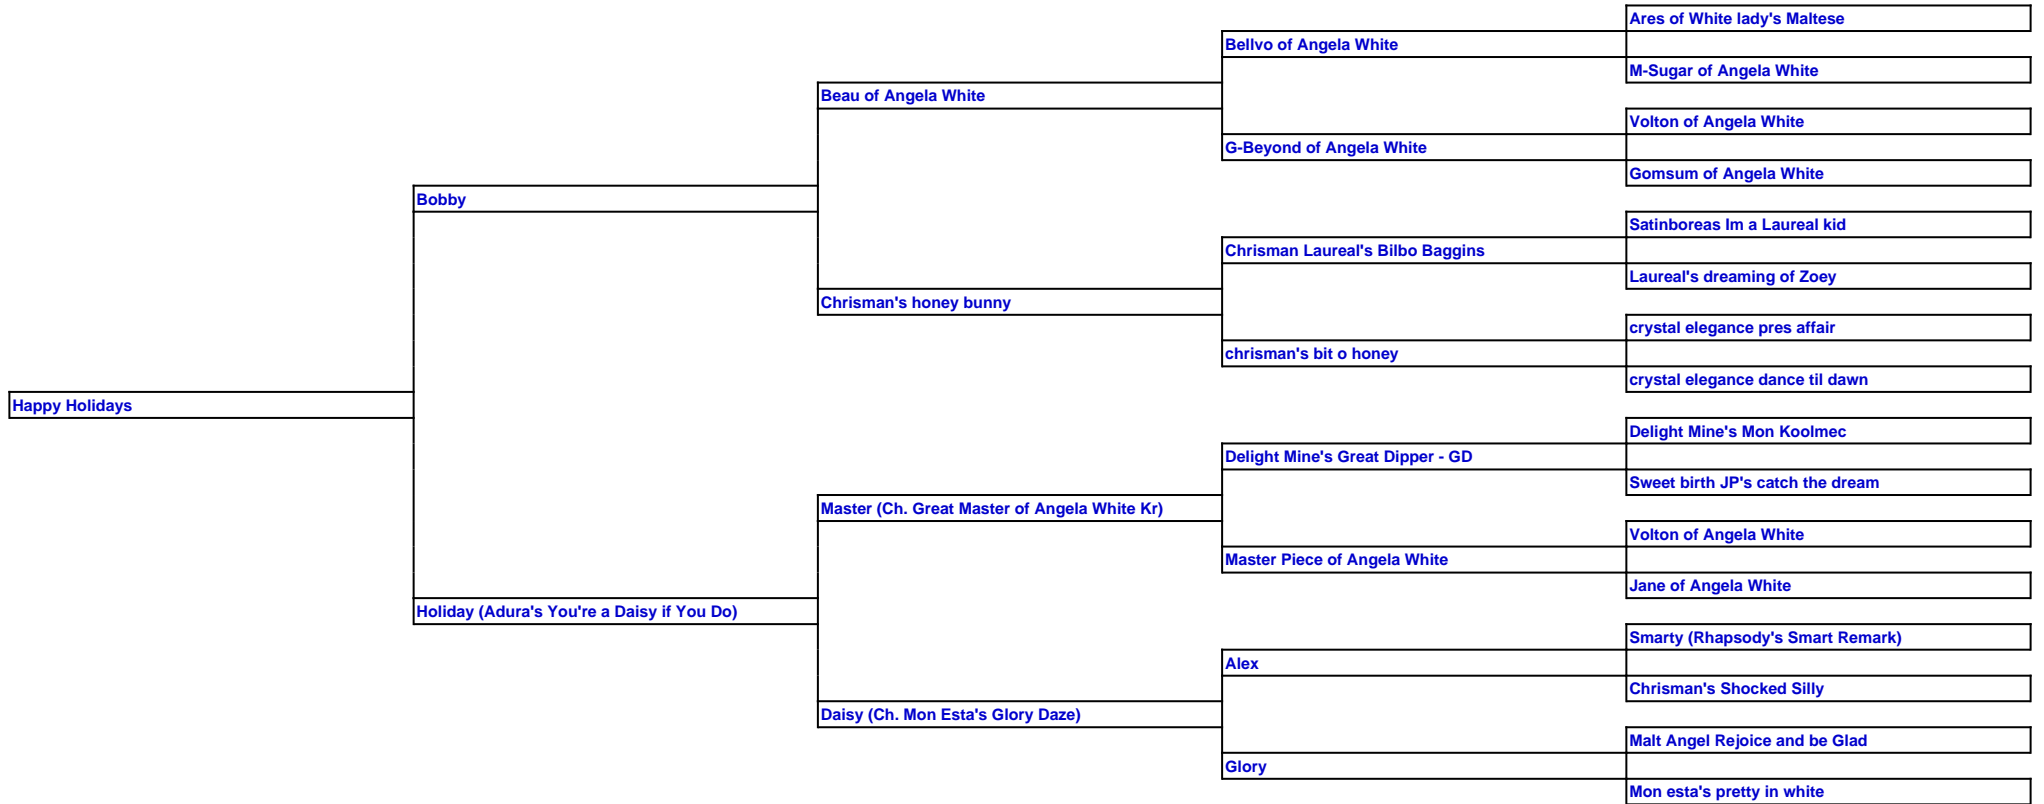 Ares of White lady's Maltese
Bellvo of Angela White
M-Sugar of Angela White
Beau of Angela White
Volton of Angela White
G-Beyond of Angela White
Gomsum of Angela White
Bobby
Satinboreas Im a Laureal kid
Chrisman Laureal's Bilbo Baggins
Laureal's dreaming of Zoey
Chrisman's honey bunny
crystal elegance pres affair
chrisman's bit o honey
crystal elegance dance til dawn
Happy Holidays
Delight Mine's Mon Koolmec
Delight Mine's Great Dipper - GD
Sweet birth JP's catch the dream
Master (Ch. Great Master of Angela White Kr)
Volton of Angela White
Master Piece of Angela White
Jane of Angela White
Holiday (Adura's You're a Daisy if You Do)
Smarty (Rhapsody's Smart Remark)
Alex
Chrisman's Shocked Silly
Daisy (Ch. Mon Esta's Glory Daze)
Malt Angel Rejoice and be Glad
Glory
Mon esta's pretty in white